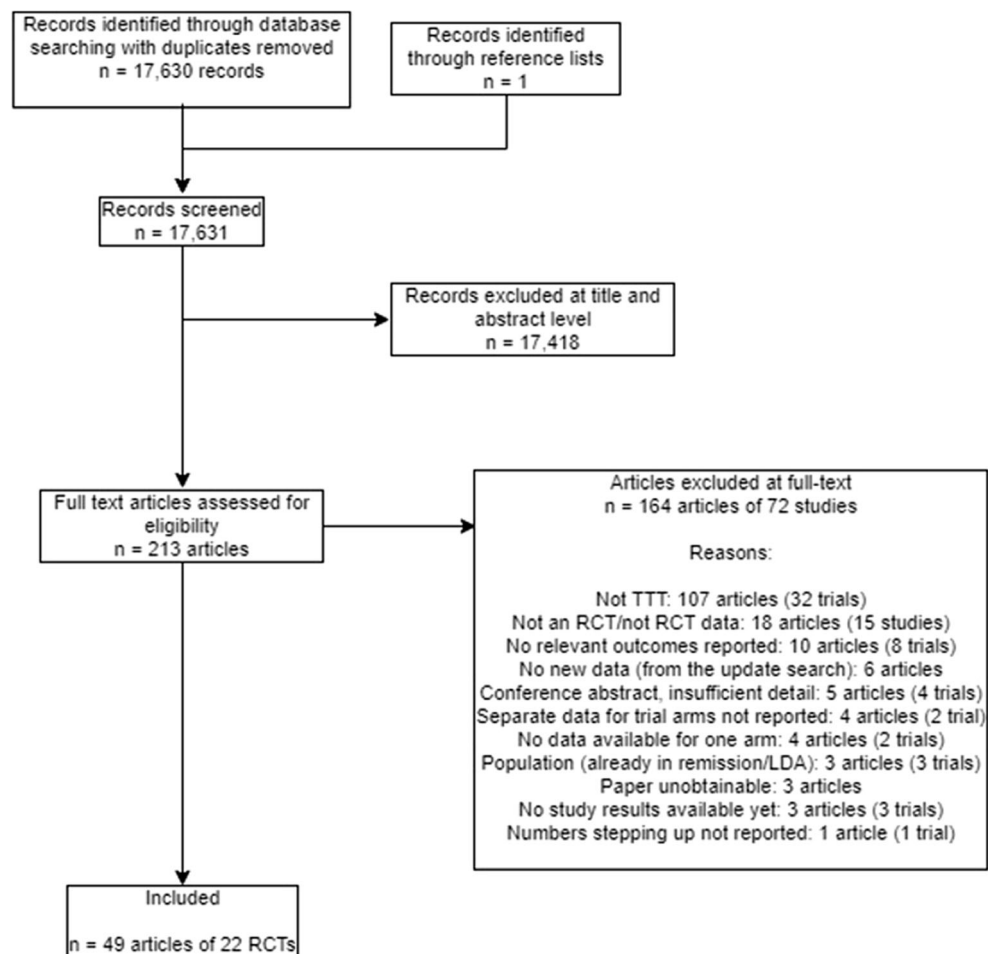 Records identified through database
searching with duplicates removed
n = 17,630 records
Records identified
through reference lists
n = 1
Records screened
n = 17,631
Records excluded at title and
abstract level
n = 17,418
Full text articles assessed for
eligibility
n = 213 articles
Articles excluded at full-text
n = 164 articles of 72 studies
Reasons:
Not TTT: 107 articles (32 trials)
Not an RCT/not RCT data: 18 articles (15 studies)
No relevant outcomes reported: 10 articles (8 trials)
No new data (from the update search): 6 articles
Conference abstract, insufficient detail: 5 articles (4 trials)
Separate data for trial arms not reported: 4 articles (2 trial)
No data available for one arm: 4 articles (2 trials)
Population (already in remission/LDA): 3 articles (3 trials)
Paper unobtainable: 3 articles
No study results available yet: 3 articles (3 trials)
Numbers stepping up not reported: 1 article (1 trial)
Included
n = 49 articles of 22 RCTs